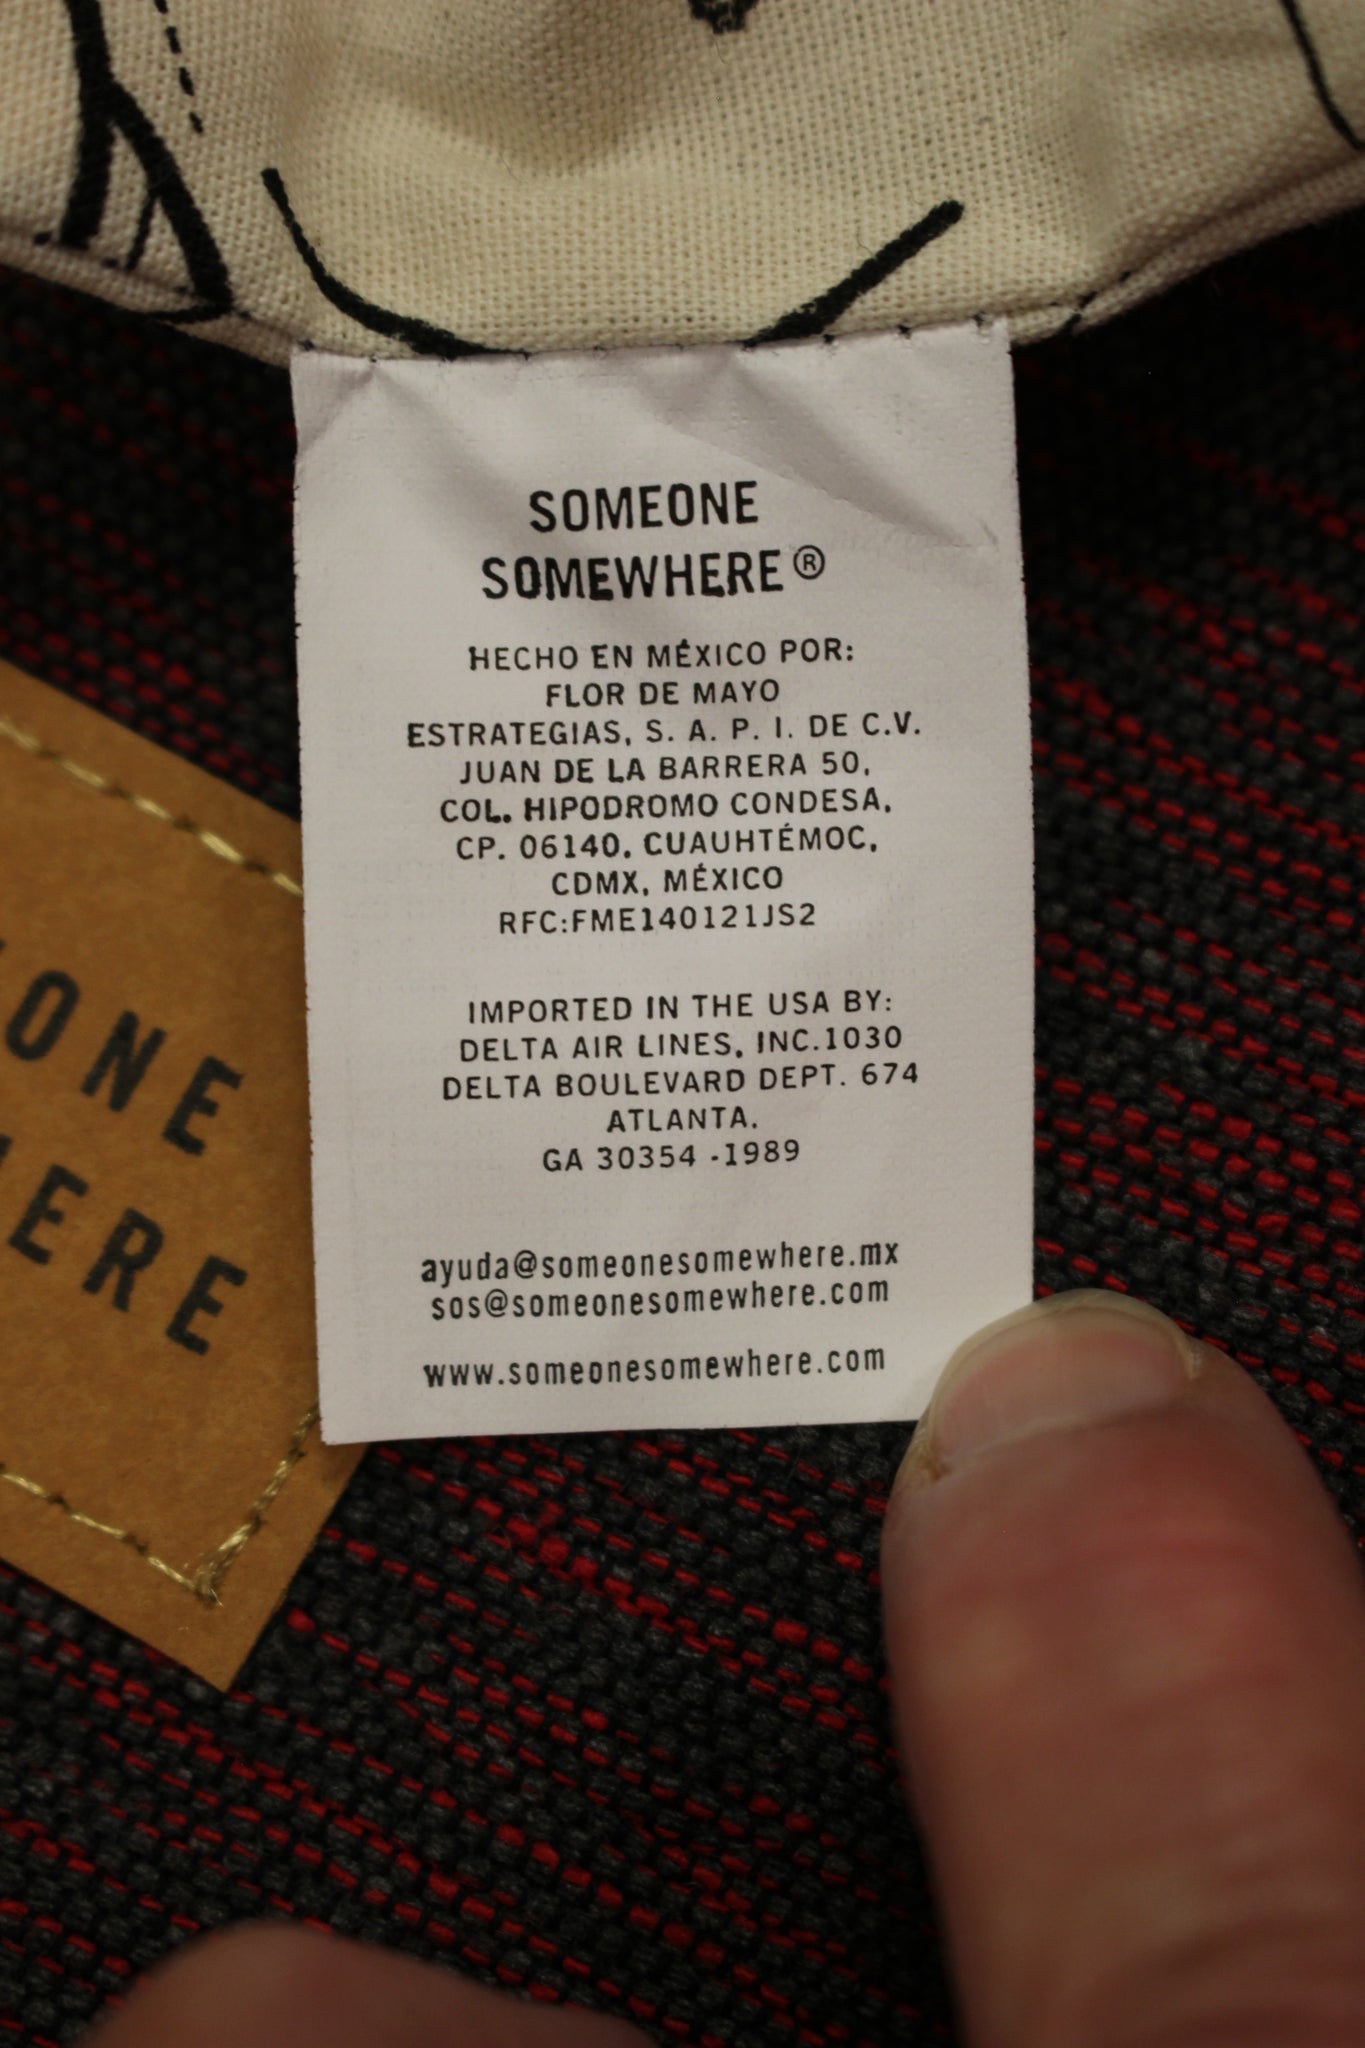 SOMEONE
SOMEWHERE®
HECHO EN MÉXICO POR:
FLOR DE MAYO
ESTRATEGIAS, S. A. P. I. DE C.V.
JUAN DE LA BARRERA 50,
COL. HIPODROMO CONDESA,
CP. 06140, CUAUHTÉMOC,
CDMX, MÉXICO
RFC:FME140121JS2
IMPORTED IN THE USA BY:
DELTA AIR LINES, INC.1030
DELTA BOULEVARD DEPT. 674
ATLANTA,
GA 30354 -1989
ayuda@someonesomewhere.mx
sos@someonesomewhere.com
www.someonesomewhere.com